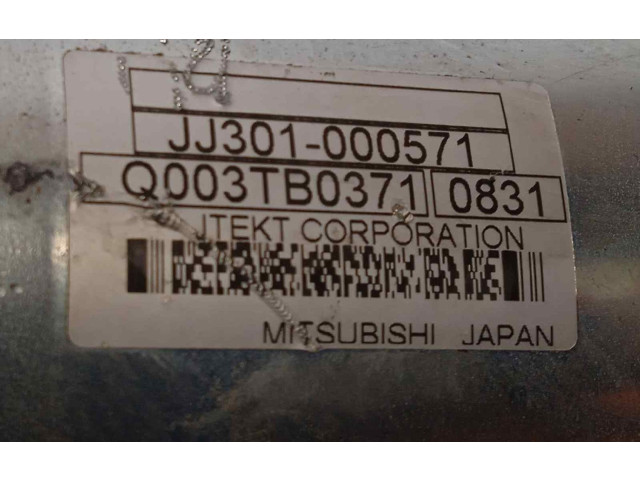 JJ301-000571
Q003TB0371 0831
JTEKT CORPORATION
MITSUBISHI JAPAN